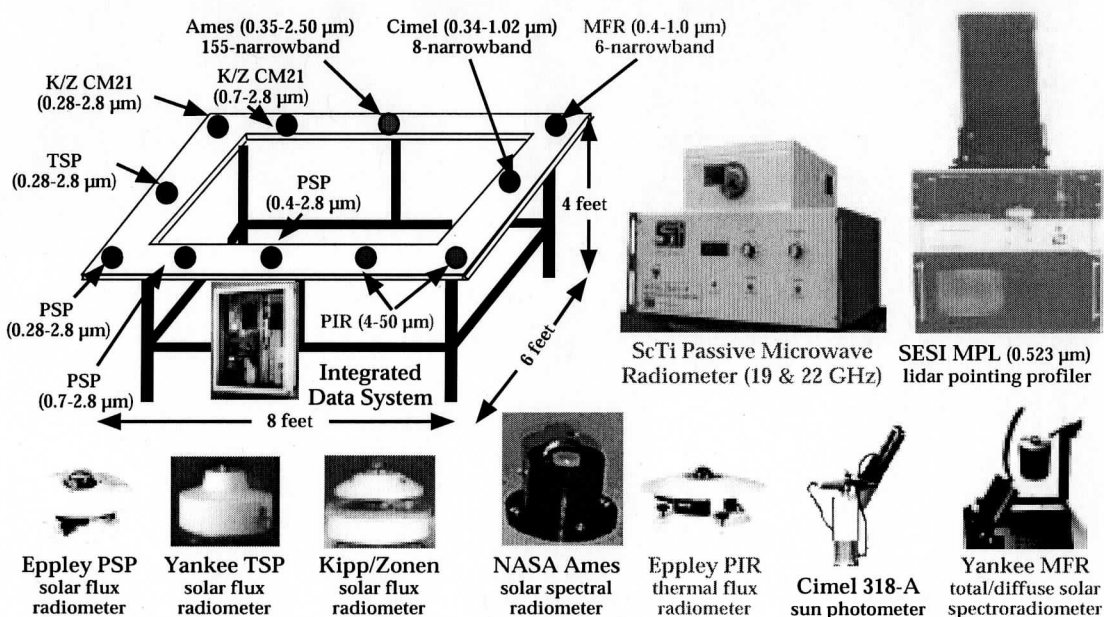 Ames (0.35-2.50 µm)
155-narrowband
Cimel (0.34-1.02 µm)
8-narrowband
MFR (0.4-1.0 µm)
6-narrowband
K/Z CM21
(0.28-2.8 µm)
K/Z CM21
(0.7-2.8 µm)
TSP
(0.28-2.8 µm)
PSP
(0.4-2.8 µm)
4 feet
PSP
(0.28-2.8 µm)
PIR (4-50 µm)
6 feet
PSP
(0.7-2.8 µm)
Integrated
Data System
8 feet
STi
ScTi Passive Microwave
Radiometer (19 & 22 GHz)
SESI MPL (0.523 µm)
lidar pointing profiler
Eppley PSP
solar flux
radiometer
Yankee TSP
solar flux
radiometer
Kipp/Zonen
solar flux
radiometer
NASA Ames
solar spectral
radiometer
Eppley PIR
thermal flux
radiometer
Cimel 318-A
sun photometer
Yankee MFR
total/diffuse solar
spectroradiometer